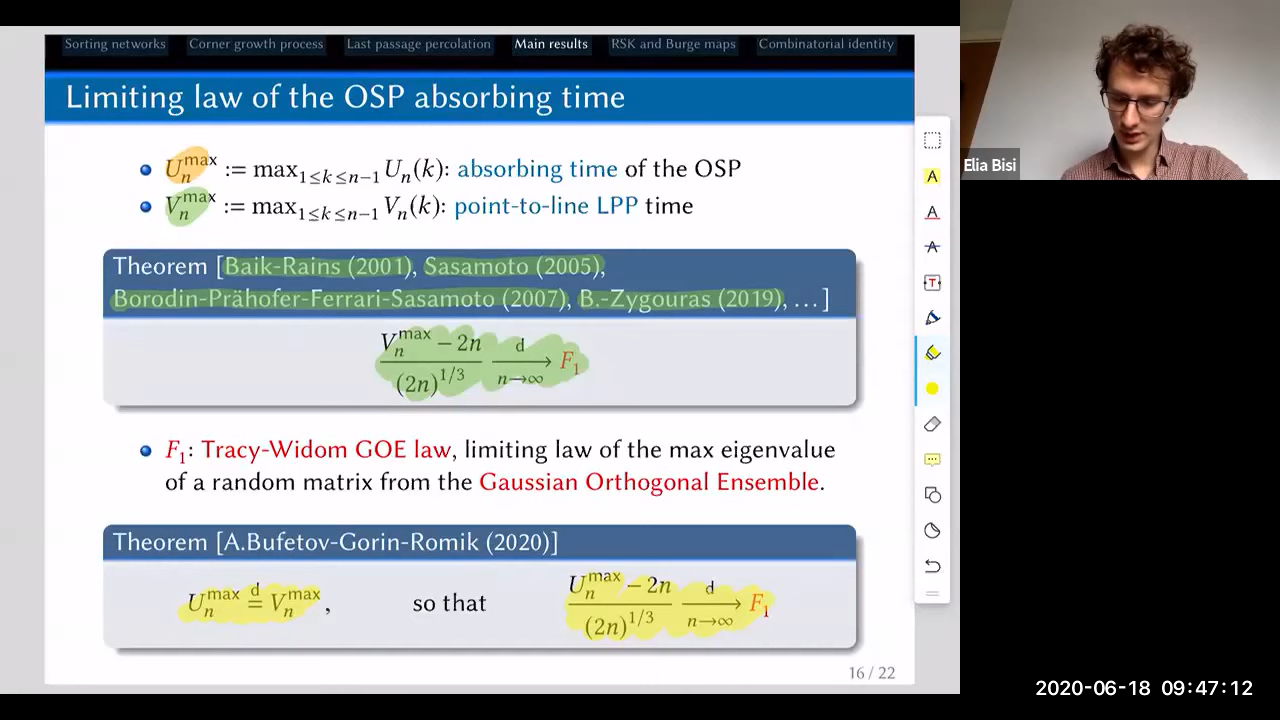 Sorting networks Corner growth process Last passage percolation Main results RSK and Burge maps Combinatorial identity
Limiting law of the OSP absorbing time
U_n^max := max_{1≤k≤n−1} U_n(k): absorbing time of the OSP
V_n^max := max_{1≤k≤n−1} V_n(k): point-to-line LPP time
Theorem [Baik-Rains (2001), Sasamoto (2005),
Borodin-Prähofer-Ferrari-Sasamoto (2007), B.-Zygouras (2019), …]
(V_n^max − 2n) / (2n)^{1/3} →^d_{n→∞} F_1
F_1: Tracy-Widom GOE law, limiting law of the max eigenvalue
of a random matrix from the Gaussian Orthogonal Ensemble.
Theorem [A.Bufetov-Gorin-Romik (2020)]
U_n^max =^d V_n^max , so that (U_n^max − 2n) / (2n)^{1/3} →^d_{n→∞} F_1
16 / 22
Elia Bisi
A
A
A
T
2020-06-18 09:47:12